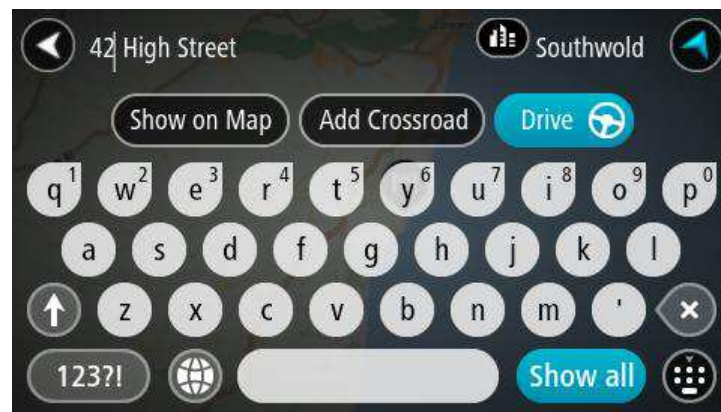 42 High Street Southwold
Show on Map Add Crossroad Drive
q1 w2 e3 r4 t5 y6 u7 i8 o9 p0
a s d f g h j k l
z x c v b n m '
123?! Show all